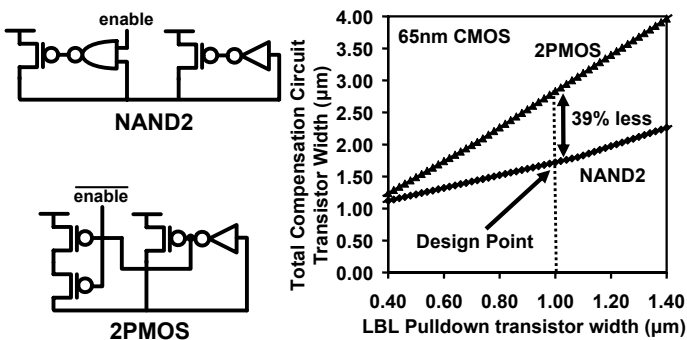 enable
NAND2
enable
2PMOS
Total Compensation Circuit
Transistor Width (µm)
4.00
3.50
3.00
2.50
2.00
1.50
1.00
0.50
0.00
65nm CMOS
2PMOS
39% less
NAND2
Design Point
0.40 0.60 0.80 1.00 1.20 1.40
LBL Pulldown transistor width (µm)